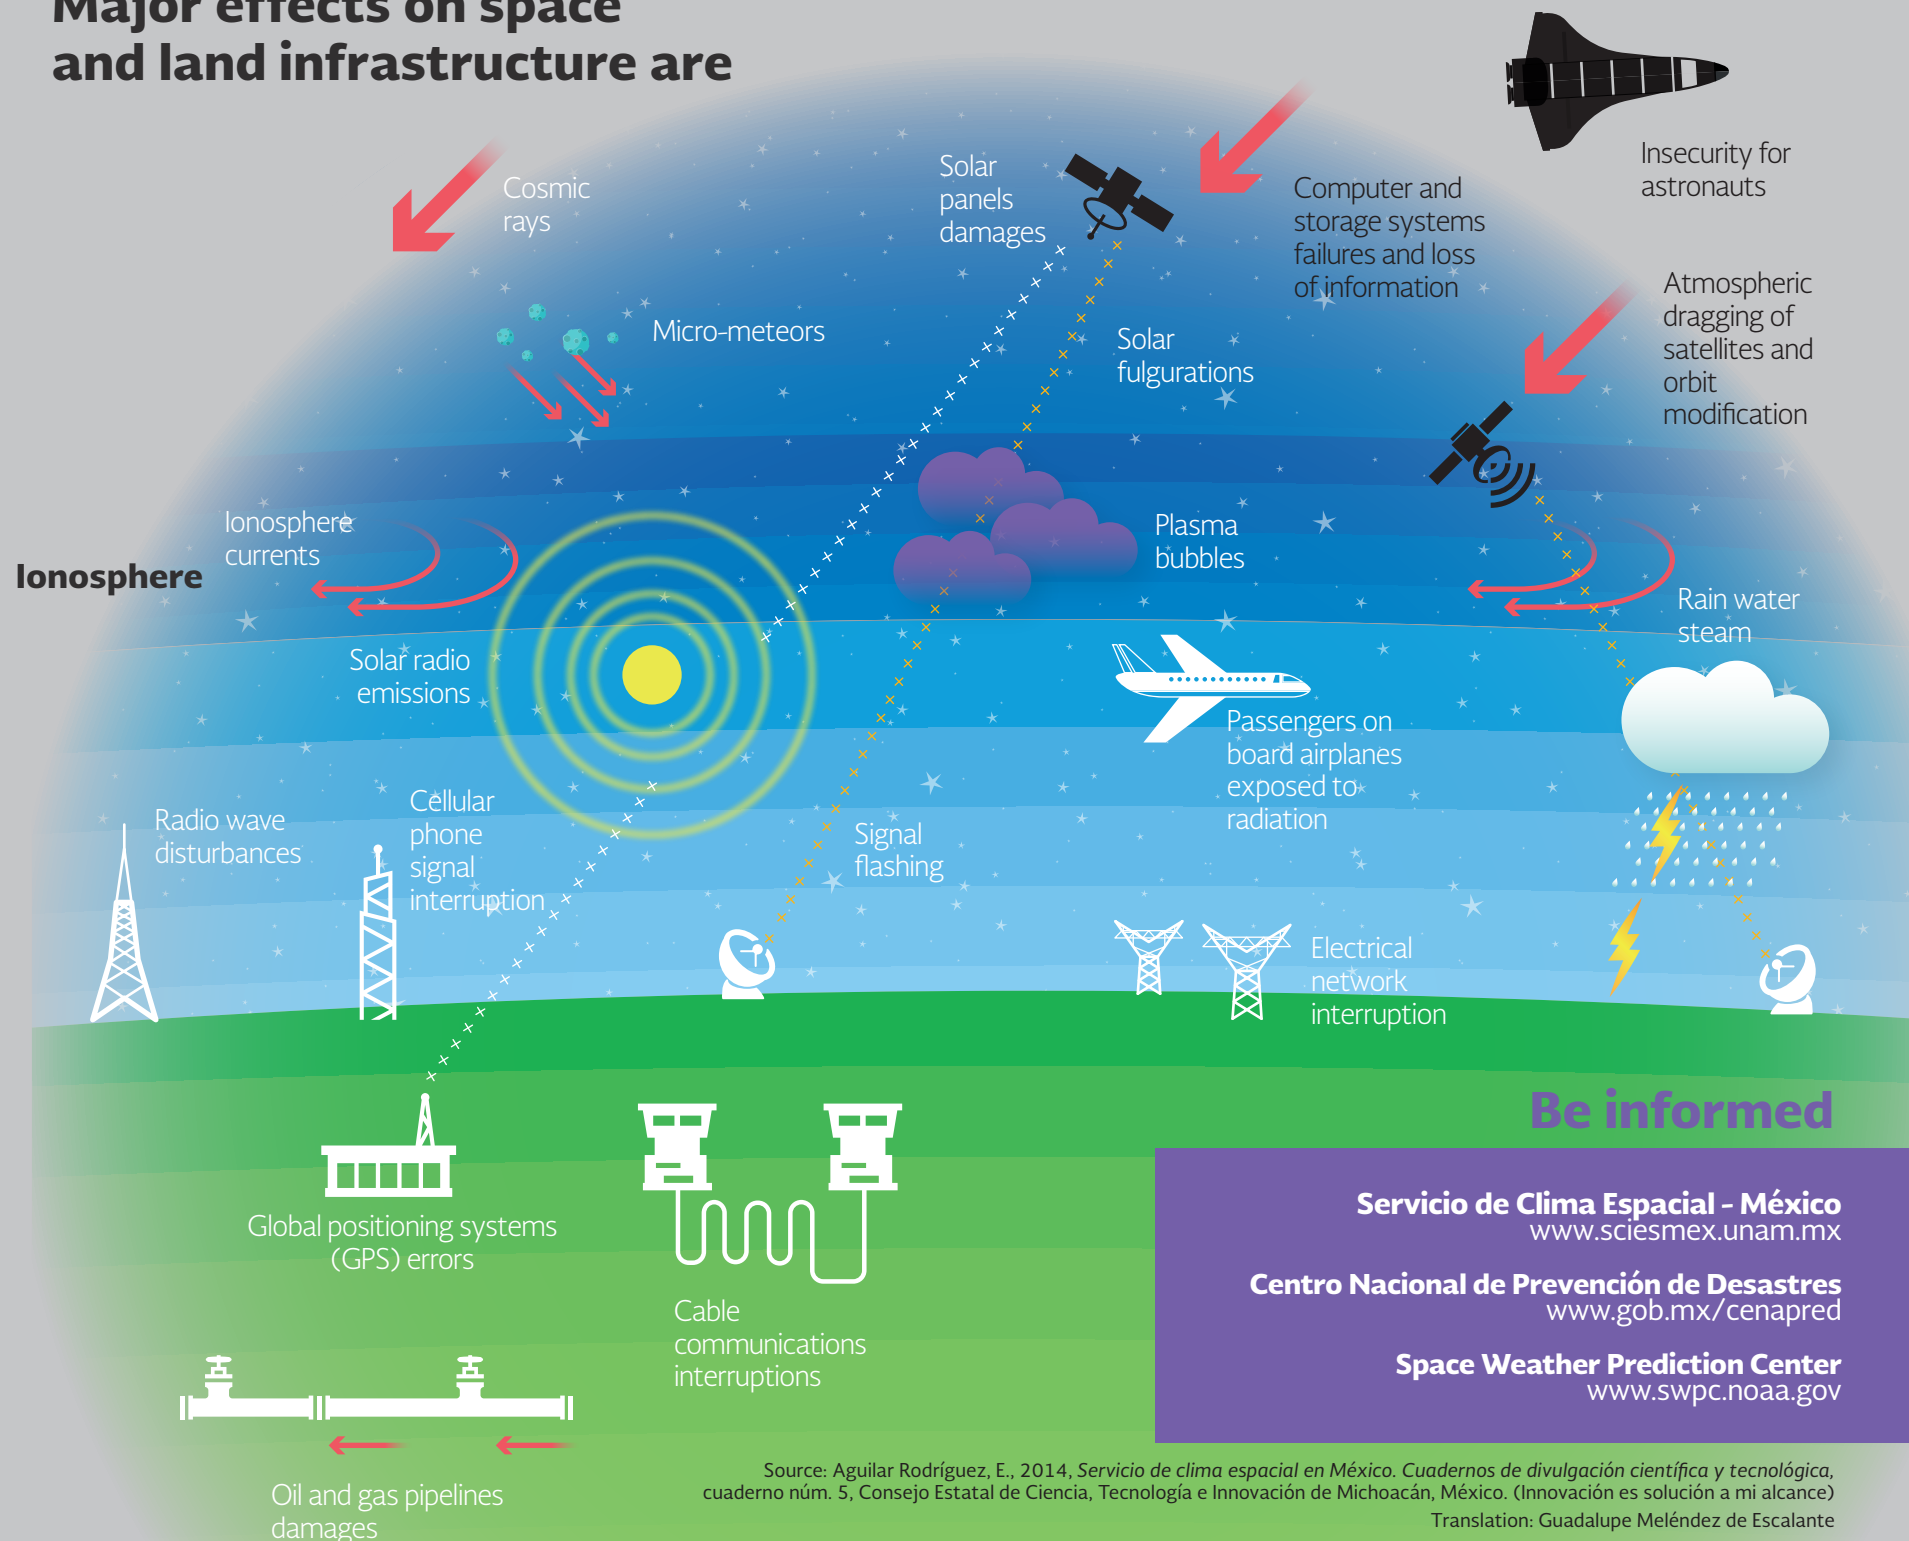 Major effects on space
and land infrastructure are
Insecurity for
astronauts
Cosmic
rays
Solar
panels
damages
Computer and
storage systems
failures and loss
of information
Atmospheric
dragging of
satellites and
orbit
modification
Micro-meteors
Solar
fulgurations
Ionosphere
currents
Ionosphere
Plasma
bubbles
Rain water
steam
Solar radio
emissions
Passengers on
board airplanes
exposed to
radiation
Radio wave
disturbances
Cellular
phone
signal
interruption
Signal
flashing
Electrical
network
interruption
Global positioning systems
(GPS) errors
Cable
communications
interruptions
Oil and gas pipelines
damages
Be informed
Servicio de Clima Espacial - México
www.sciesmex.unam.mx
Centro Nacional de Prevención de Desastres
www.gob.mx/cenapred
Space Weather Prediction Center
www.swpc.noaa.gov
Source: Aguilar Rodríguez, E., 2014, Servicio de clima espacial en México. Cuadernos de divulgación científica y tecnológica,
cuaderno núm. 5, Consejo Estatal de Ciencia, Tecnología e Innovación de Michoacán, México. (Innovación es solución a mi alcance)
Translation: Guadalupe Meléndez de Escalante